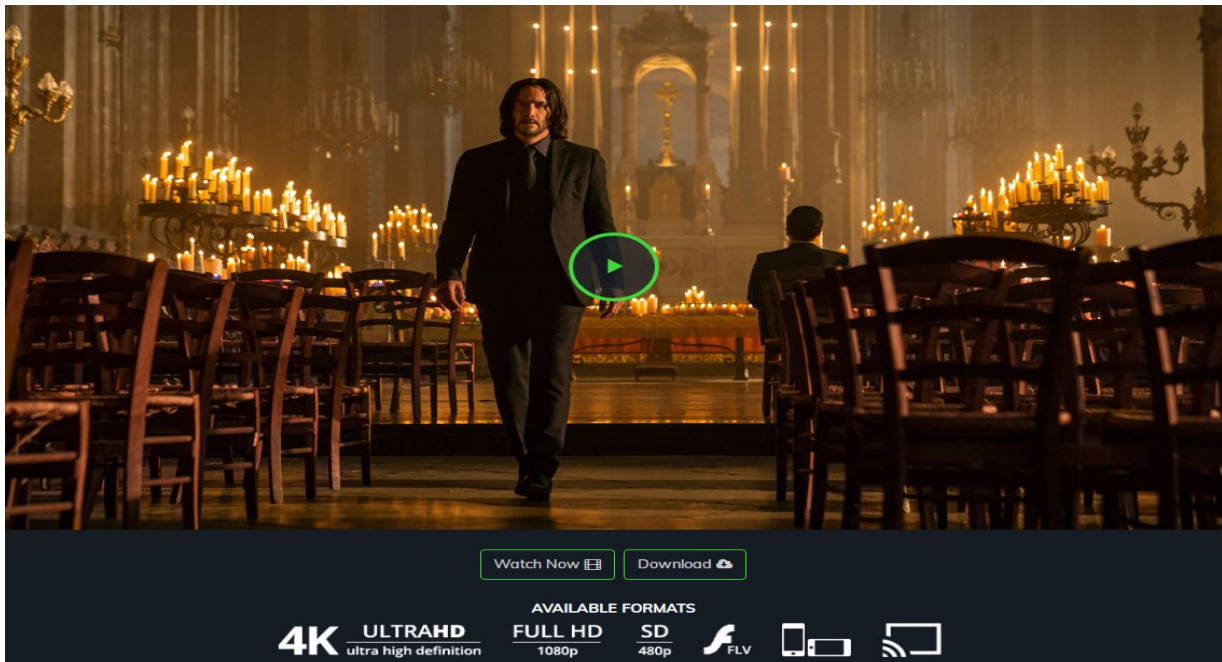 Watch Now
Download
AVAILABLE FORMATS
4K ULTRAHD
ultra high definition
FULL HD
1080p
SD
480p
FLV